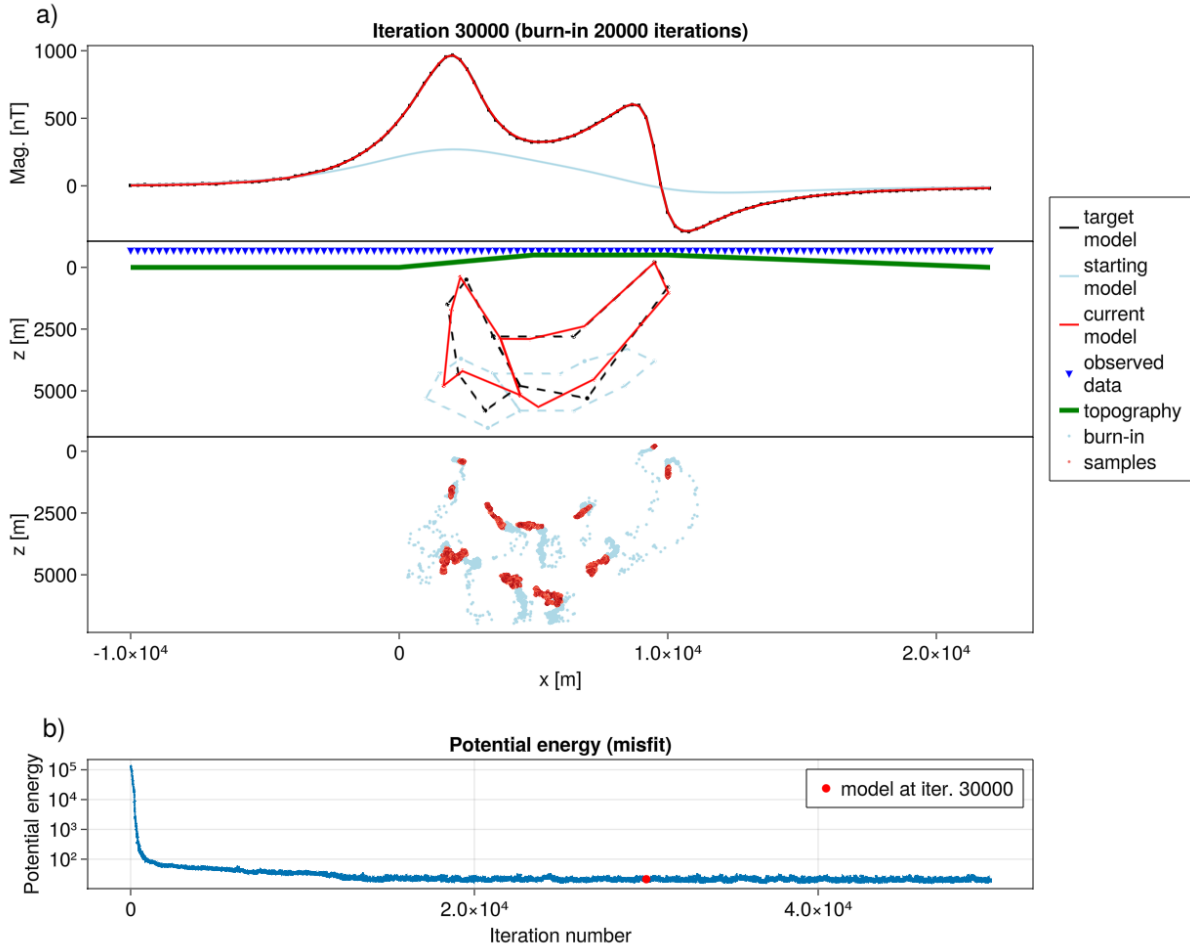 a)
Iteration 30000 (burn-in 20000 iterations)
1000
500
0
Mag. [nT]
0
2500
5000
z [m]
0
2500
5000
z [m]
-1.0×10⁴
0
1.0×10⁴
2.0×10⁴
x [m]
target
model
starting
model
current
model
observed
data
topography
burn-in
samples
b)
Potential energy (misfit)
10⁵
10⁴
10³
10²
Potential energy
model at iter. 30000
0
2.0×10⁴
4.0×10⁴
Iteration number